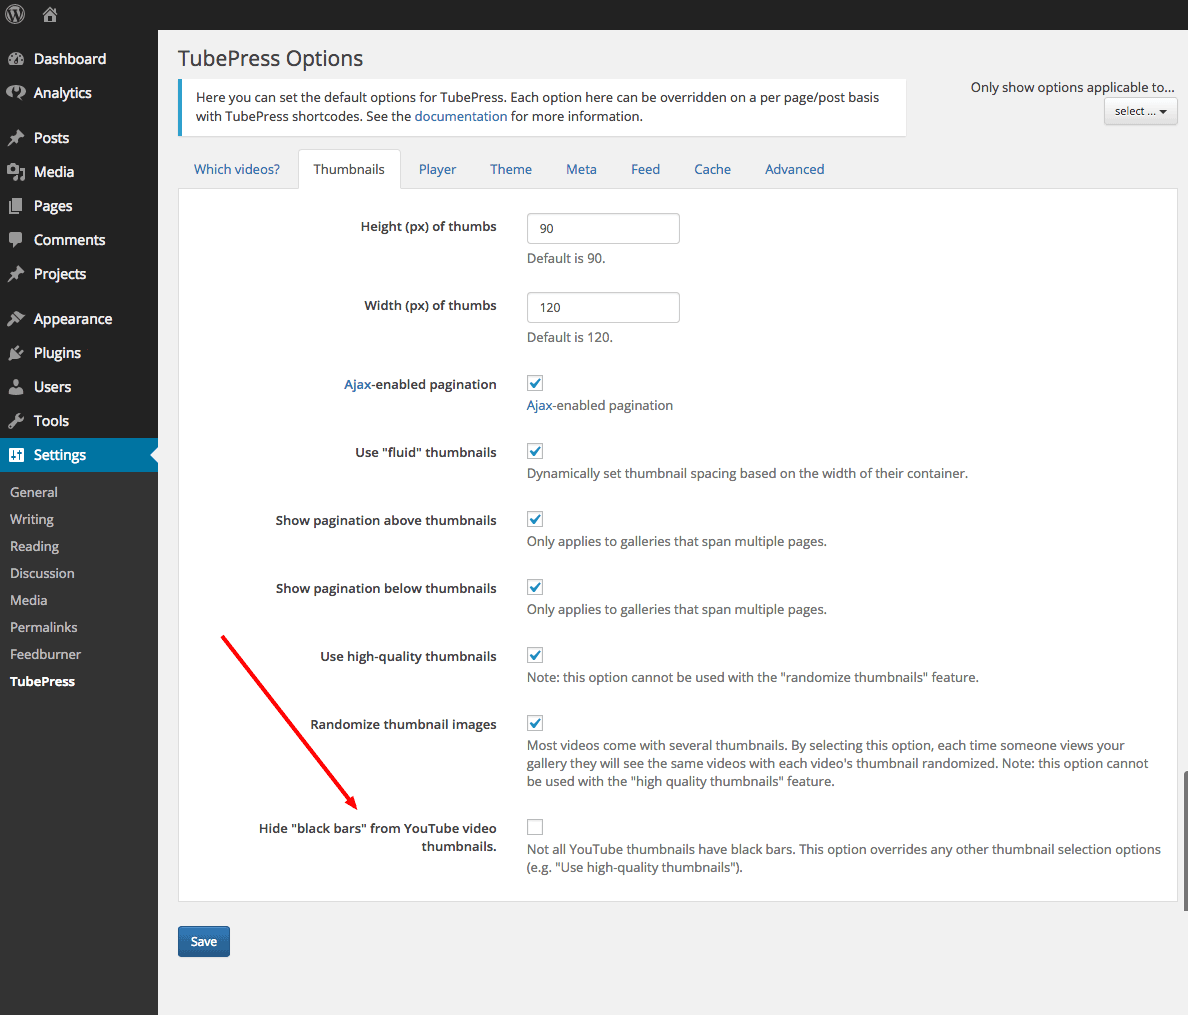 Dashboard
Analytics
Posts
Media
Pages
Comments
Projects
Appearance
Plugins
Users
Tools
Settings
General
Writing
Reading
Discussion
Media
Permalinks
Feedburner
TubePress
TubePress Options
Here you can set the default options for TubePress. Each option here can be overridden on a per page/post basis
with TubePress shortcodes. See the documentation for more information.
Only show options applicable to...
select ...
Which videos? Thumbnails Player Theme Meta Feed Cache Advanced
Height (px) of thumbs 90
Default is 90.
Width (px) of thumbs 120
Default is 120.
Ajax-enabled pagination
Ajax-enabled pagination
Use "fluid" thumbnails
Dynamically set thumbnail spacing based on the width of their container.
Show pagination above thumbnails
Only applies to galleries that span multiple pages.
Show pagination below thumbnails
Only applies to galleries that span multiple pages.
Use high-quality thumbnails
Note: this option cannot be used with the "randomize thumbnails" feature.
Randomize thumbnail images
Most videos come with several thumbnails. By selecting this option, each time someone views your
gallery they will see the same videos with each video's thumbnail randomized. Note: this option cannot
be used with the "high quality thumbnails" feature.
Hide "black bars" from YouTube video
thumbnails.
Not all YouTube thumbnails have black bars. This option overrides any other thumbnail selection options
(e.g. "Use high-quality thumbnails").
Save